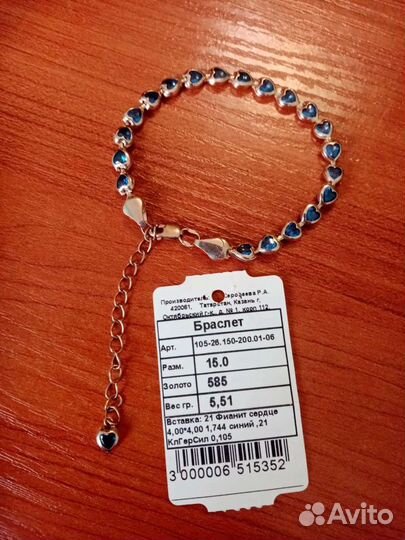 Производитель: Сергеева Р.А.
420061, Татарстан, Казань г,
Октябрьский г-к, д. № 1, корп 112
Браслет
Арт. 105-26.150-200.01-06
Разм. 15.0
Золото 585
Вес гр. 5,51
Вставка: 21 Фианит сердце
4,00*4,00 1,744 синий ,21
КлГерСил 0,105
3 000006 515352
Avito